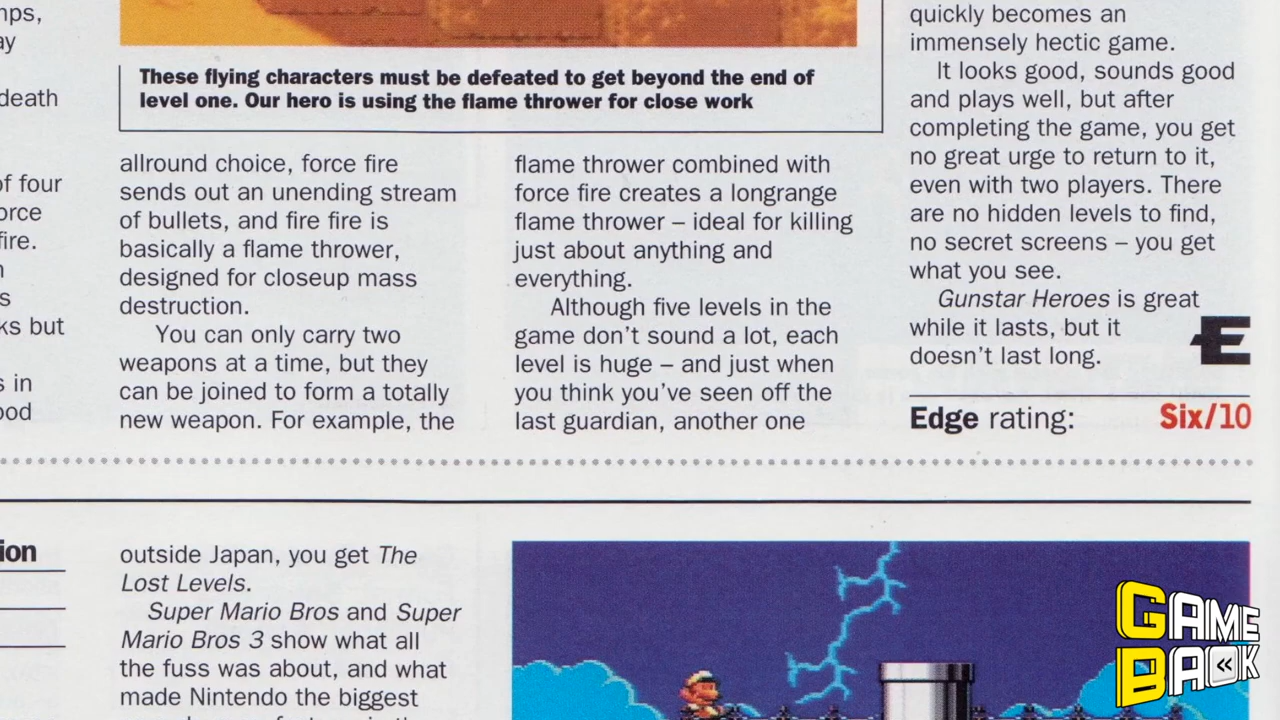 nps,
ay
death
of four
orce
fire.
n
s
ks but
s in
ood
These flying characters must be defeated to get beyond the end of
level one. Our hero is using the flame thrower for close work
allround choice, force fire
sends out an unending stream
of bullets, and fire fire is
basically a flame thrower,
designed for closeup mass
destruction.
You can only carry two
weapons at a time, but they
can be joined to form a totally
new weapon. For example, the
flame thrower combined with
force fire creates a longrange
flame thrower – ideal for killing
just about anything and
everything.
Although five levels in the
game don't sound a lot, each
level is huge – and just when
you think you've seen off the
last guardian, another one
quickly becomes an
immensely hectic game.
It looks good, sounds good
and plays well, but after
completing the game, you get
no great urge to return to it,
even with two players. There
are no hidden levels to find,
no secret screens – you get
what you see.
Gunstar Heroes is great
while it lasts, but it
doesn't last long.
E
Edge rating: Six/10
ion
outside Japan, you get The
Lost Levels.
Super Mario Bros and Super
Mario Bros 3 show what all
the fuss was about, and what
made Nintendo the biggest
GAME
BACK